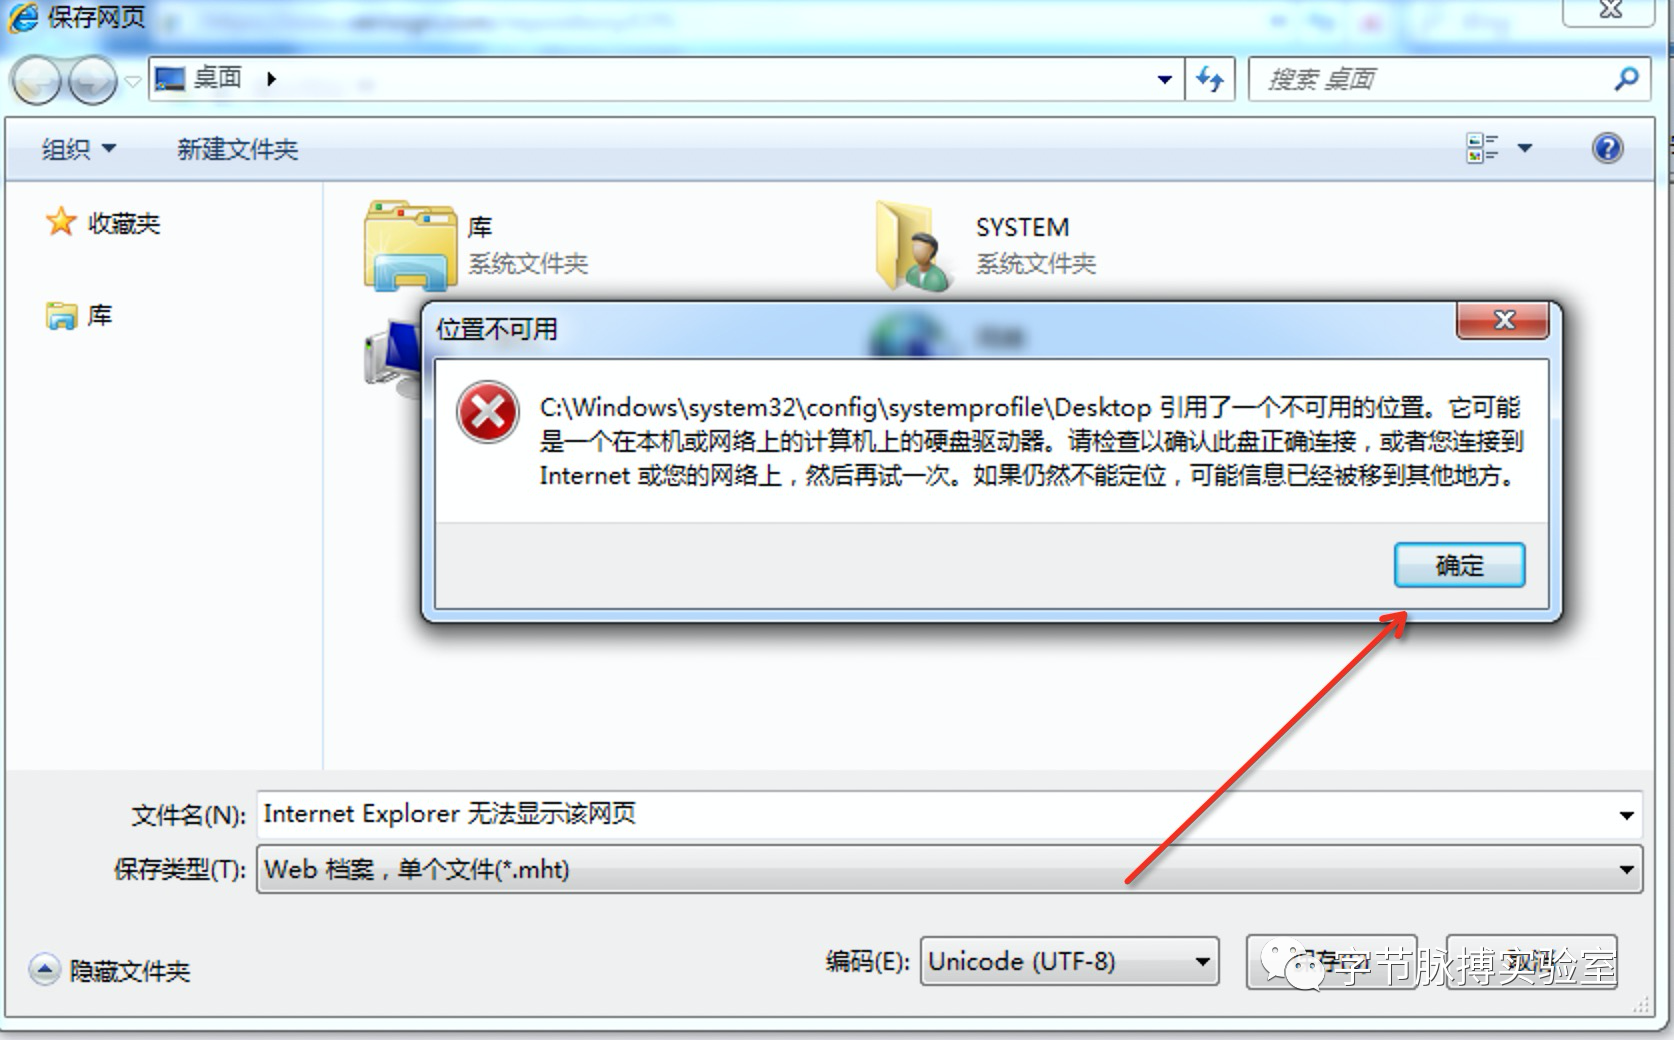 保存网页
桌面
搜索 桌面
组织
新建文件夹
收藏夹
库
库
系统文件夹
SYSTEM
系统文件夹
位置不可用
C:\Windows\system32\config\systemprofile\Desktop 引用了一个不可用的位置。它可能
是一个在本机或网络上的计算机上的硬盘驱动器。请检查以确认此盘正确连接，或者您连接到
Internet 或您的网络上，然后再试一次。如果仍然不能定位，可能信息已经被移到其他地方。
确定
文件名(N): Internet Explorer 无法显示该网页
保存类型(T): Web 档案，单个文件(*.mht)
隐藏文件夹
编码(E): Unicode (UTF-8)
取消
字节脉搏实验室